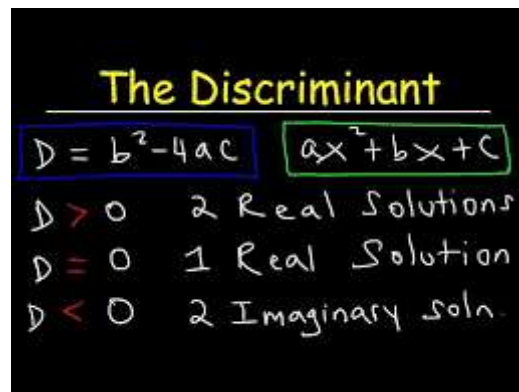 The Discriminant
D = b²-4ac ax²+bx+c
D > 0 2 Real Solutions
D = 0 1 Real Solution
D < 0 2 Imaginary soln.